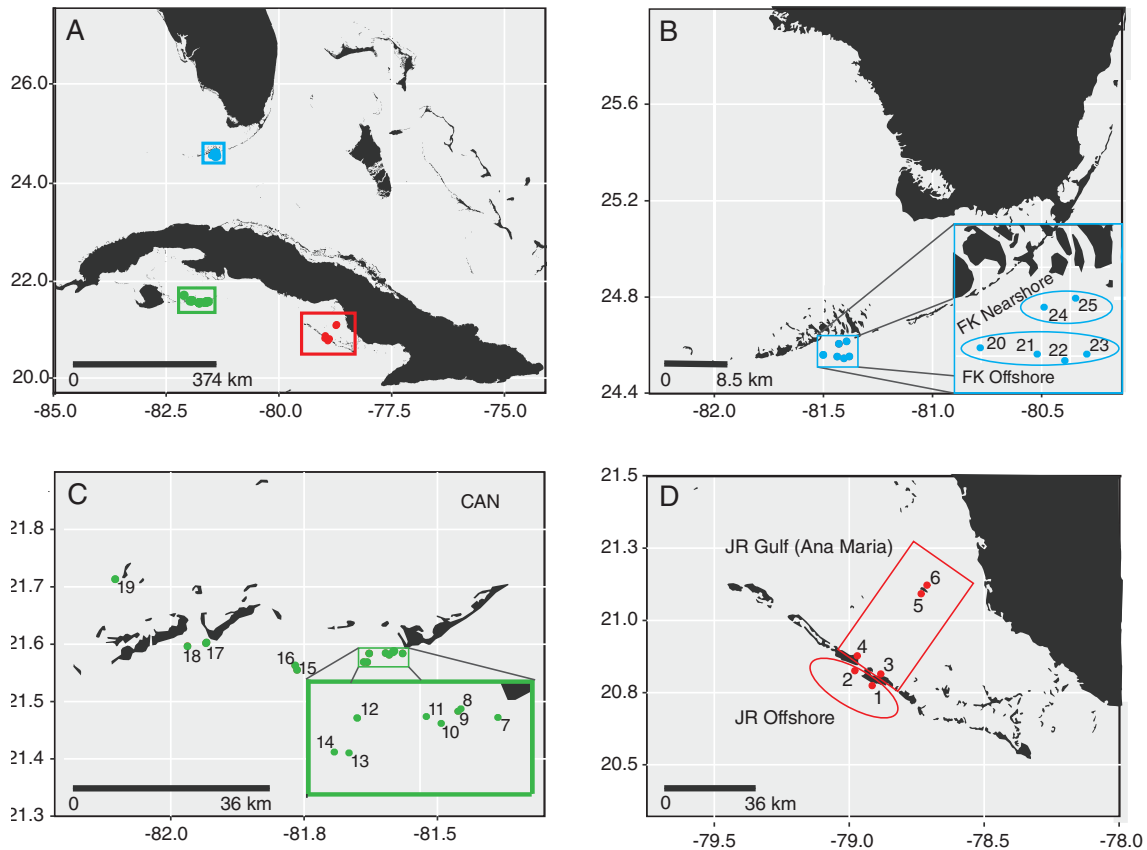 A
26.0
24.0
22.0
20.0
0 374 km
-85.0 -82.5 -80.0 -77.5 -75.0
B
25.6
25.2
24.8
24.4
FK Nearshore
24 25
20 21 22 23
FK Offshore
0 8.5 km
-82.0 -81.5 -81.0 -80.5
C
CAN
21.8
21.7
21.6
21.5
21.4
21.3
19
18 17
16 15
12 11 8
9
10 7
14 13
0 36 km
-82.0 -81.8 -81.5
D
21.5
21.3
21.0
20.8
20.5
JR Gulf (Ana Maria)
6
5
4
3
2
1
JR Offshore
0 36 km
-79.5 -79.0 -78.5 -78.0